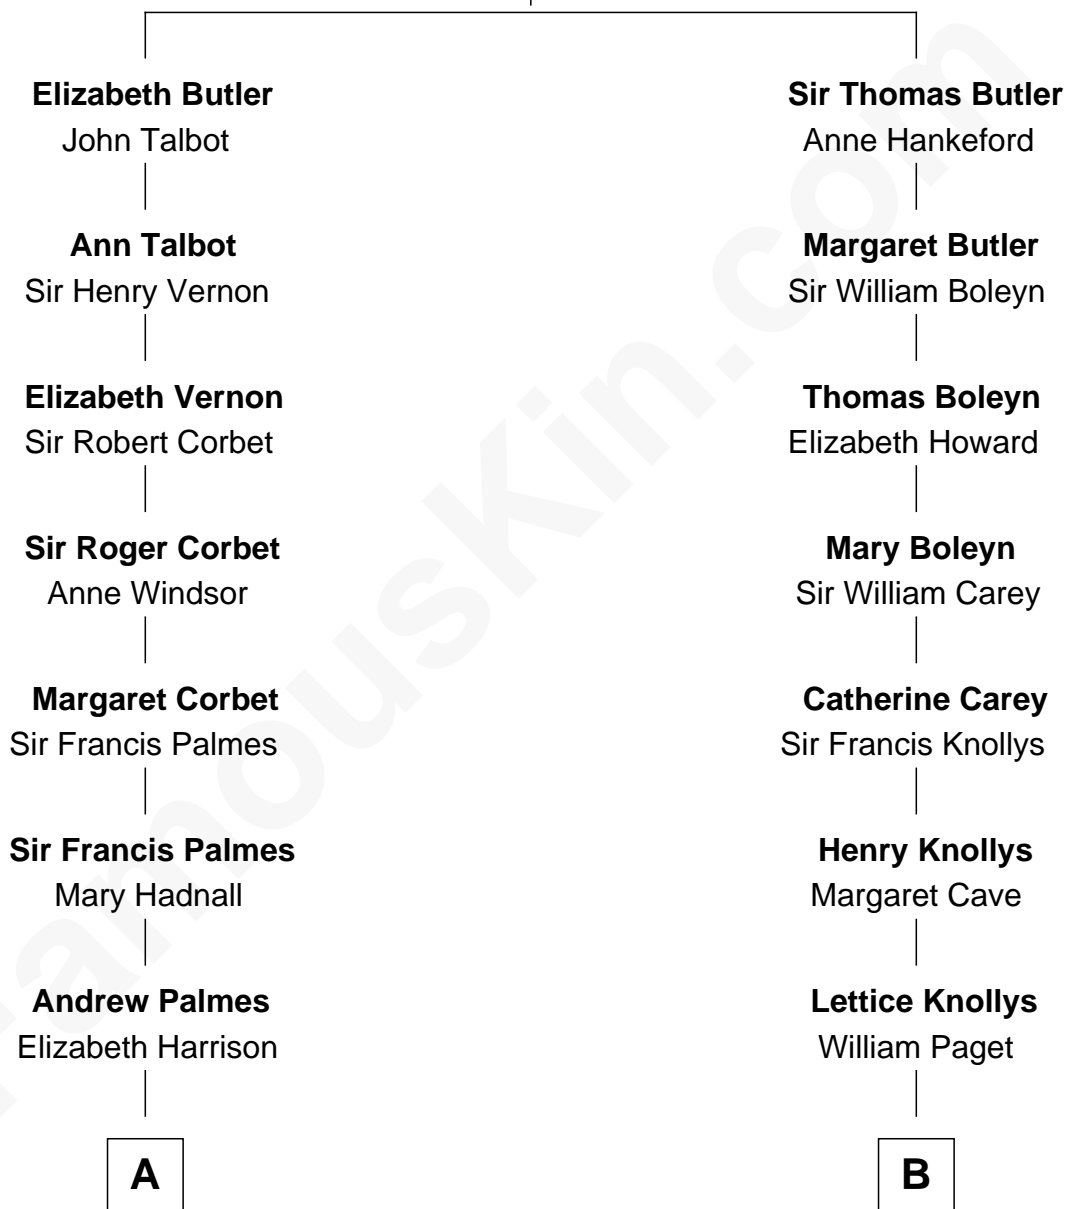 Elizabeth Butler
John Talbot
Ann Talbot
Sir Henry Vernon
Elizabeth Vernon
Sir Robert Corbet
Sir Roger Corbet
Anne Windsor
Margaret Corbet
Sir Francis Palmes
Sir Francis Palmes
Mary Hadnall
Andrew Palmes
Elizabeth Harrison
A
Sir Thomas Butler
Anne Hankeford
Margaret Butler
Sir William Boleyn
Thomas Boleyn
Elizabeth Howard
Mary Boleyn
Sir William Carey
Catherine Carey
Sir Francis Knollys
Henry Knollys
Margaret Cave
Lettice Knollys
William Paget
B
FamousKin.com